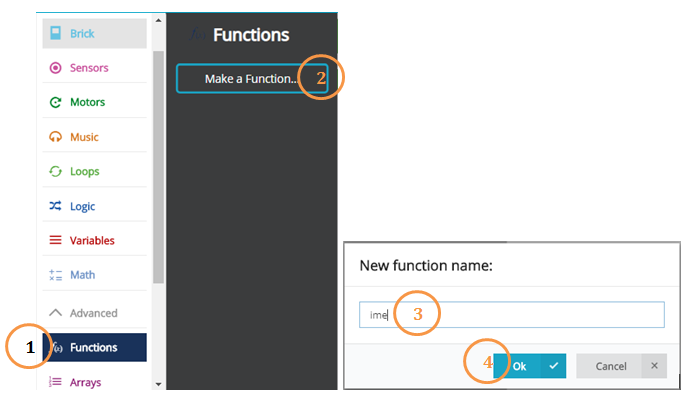 Brick
Sensors
Motors
Music
Loops
Logic
Variables
Math
Advanced
1 f(x) Functions
Arrays
f(x) Functions
Make a Function... 2
New function name:
ime 3
4 Ok
Cancel